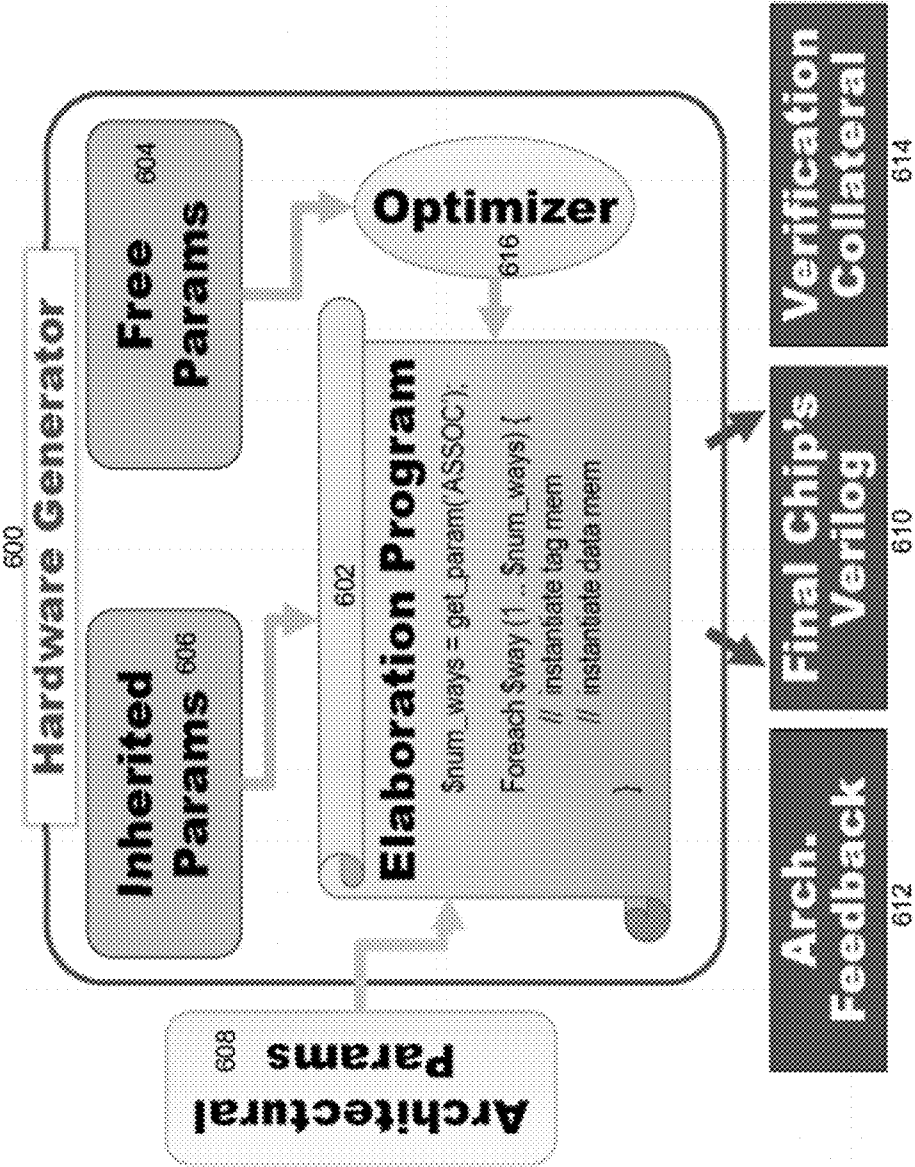 600
Hardware Generator
Inherited
Params 606
Free
Params
604
Architectural
Params
608
602
Elaboration Program
$num_ways = get_param('ASSOC');
Foreach $way (1 .. $num_ways) {
// instantiate tag mem
// instantiate data mem
}
Optimizer
616
Arch.
Feedback
612
Final Chip's
Verilog
610
Verification
Collateral
614